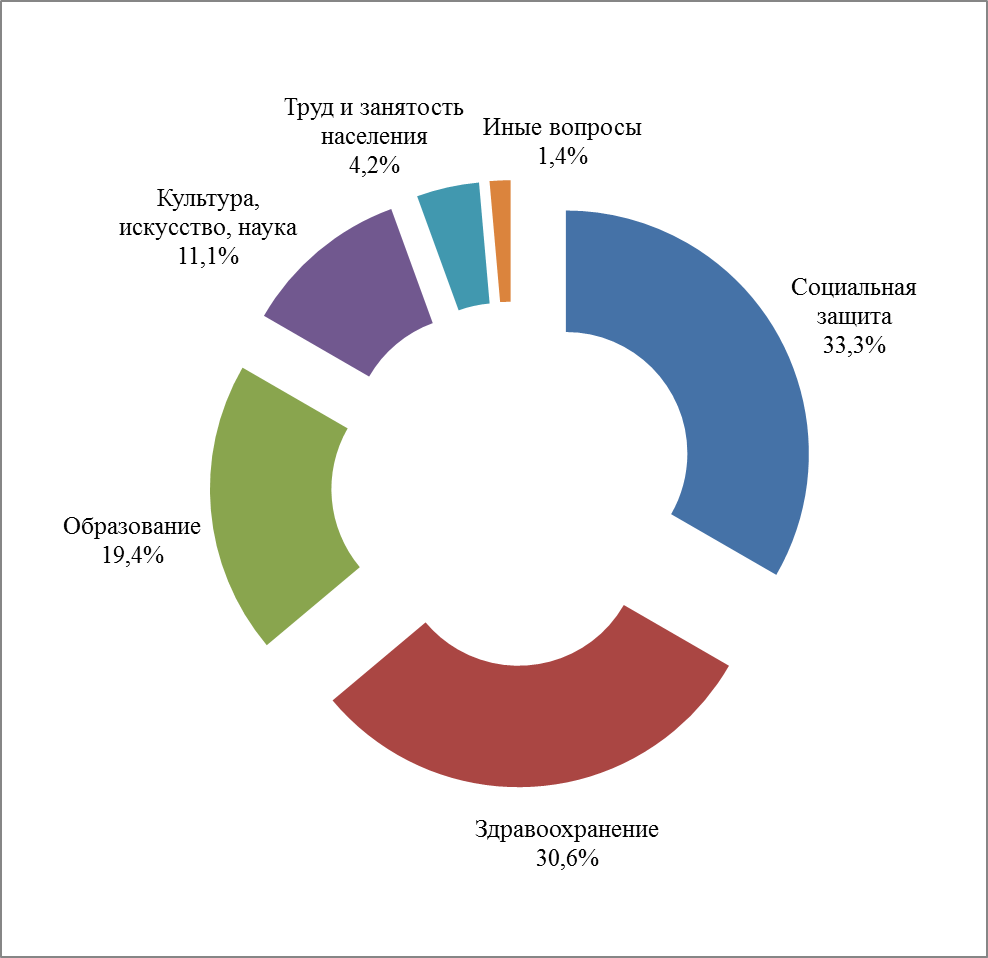 Труд и занятость
населения
4,2%
Иные вопросы
1,4%
Культура,
искусство, наука
11,1%
Социальная
защита
33,3%
Образование
19,4%
Здравоохранение
30,6%